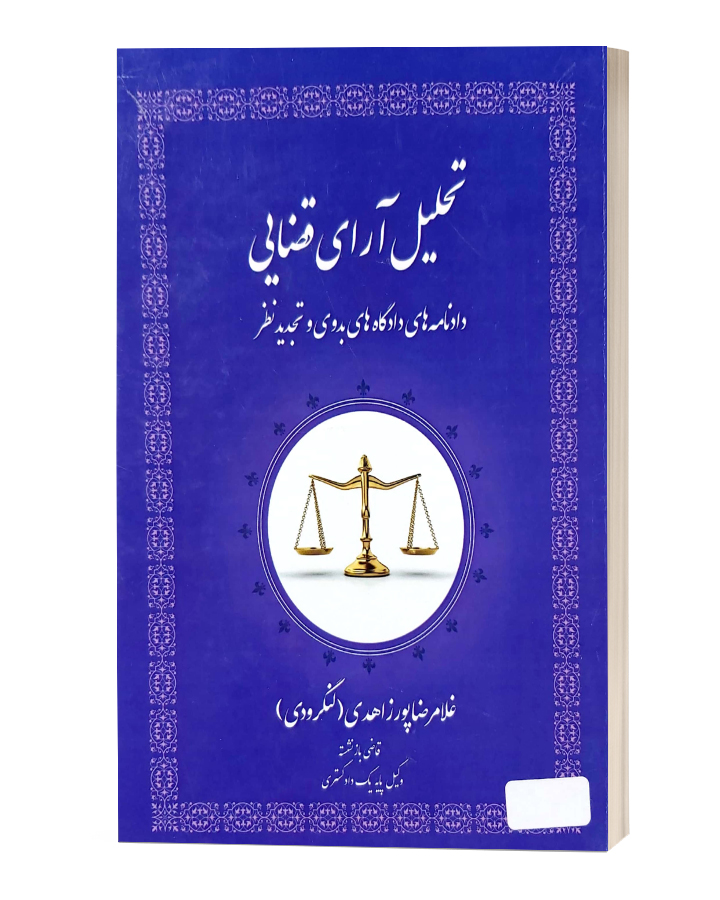 تحلیل آرای قضایی
دادنامه های دادگاه های بدوی و تجدید نظر
غلامرضا پورزاهدی (لنگرودی)
قاضی بازنشسته
وکیل پایه یک دادگستری